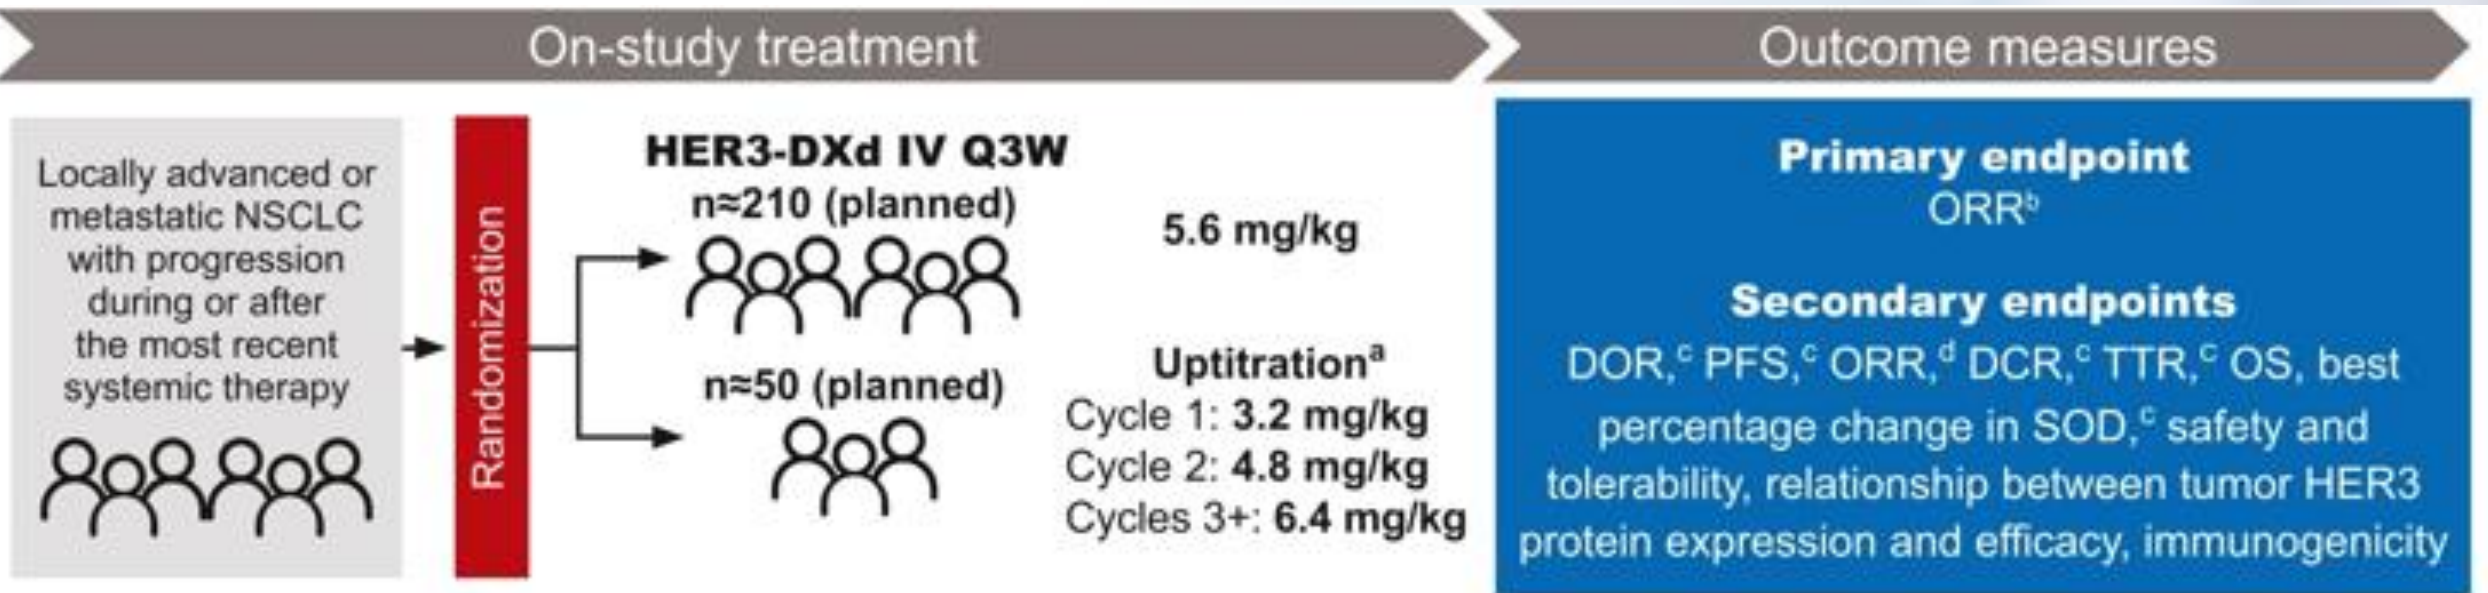 On-study treatment
Outcome measures
Locally advanced or
metastatic NSCLC
with progression
during or after
the most recent
systemic therapy
Randomization
HER3-DXd IV Q3W
n≈210 (planned)
5.6 mg/kg
n≈50 (planned)
Uptitrationᵃ
Cycle 1: 3.2 mg/kg
Cycle 2: 4.8 mg/kg
Cycles 3+: 6.4 mg/kg
Primary endpoint
ORRᵇ
Secondary endpoints
DOR,ᶜ PFS,ᶜ ORR,ᵈ DCR,ᶜ TTR,ᶜ OS, best
percentage change in SOD,ᶜ safety and
tolerability, relationship between tumor HER3
protein expression and efficacy, immunogenicity